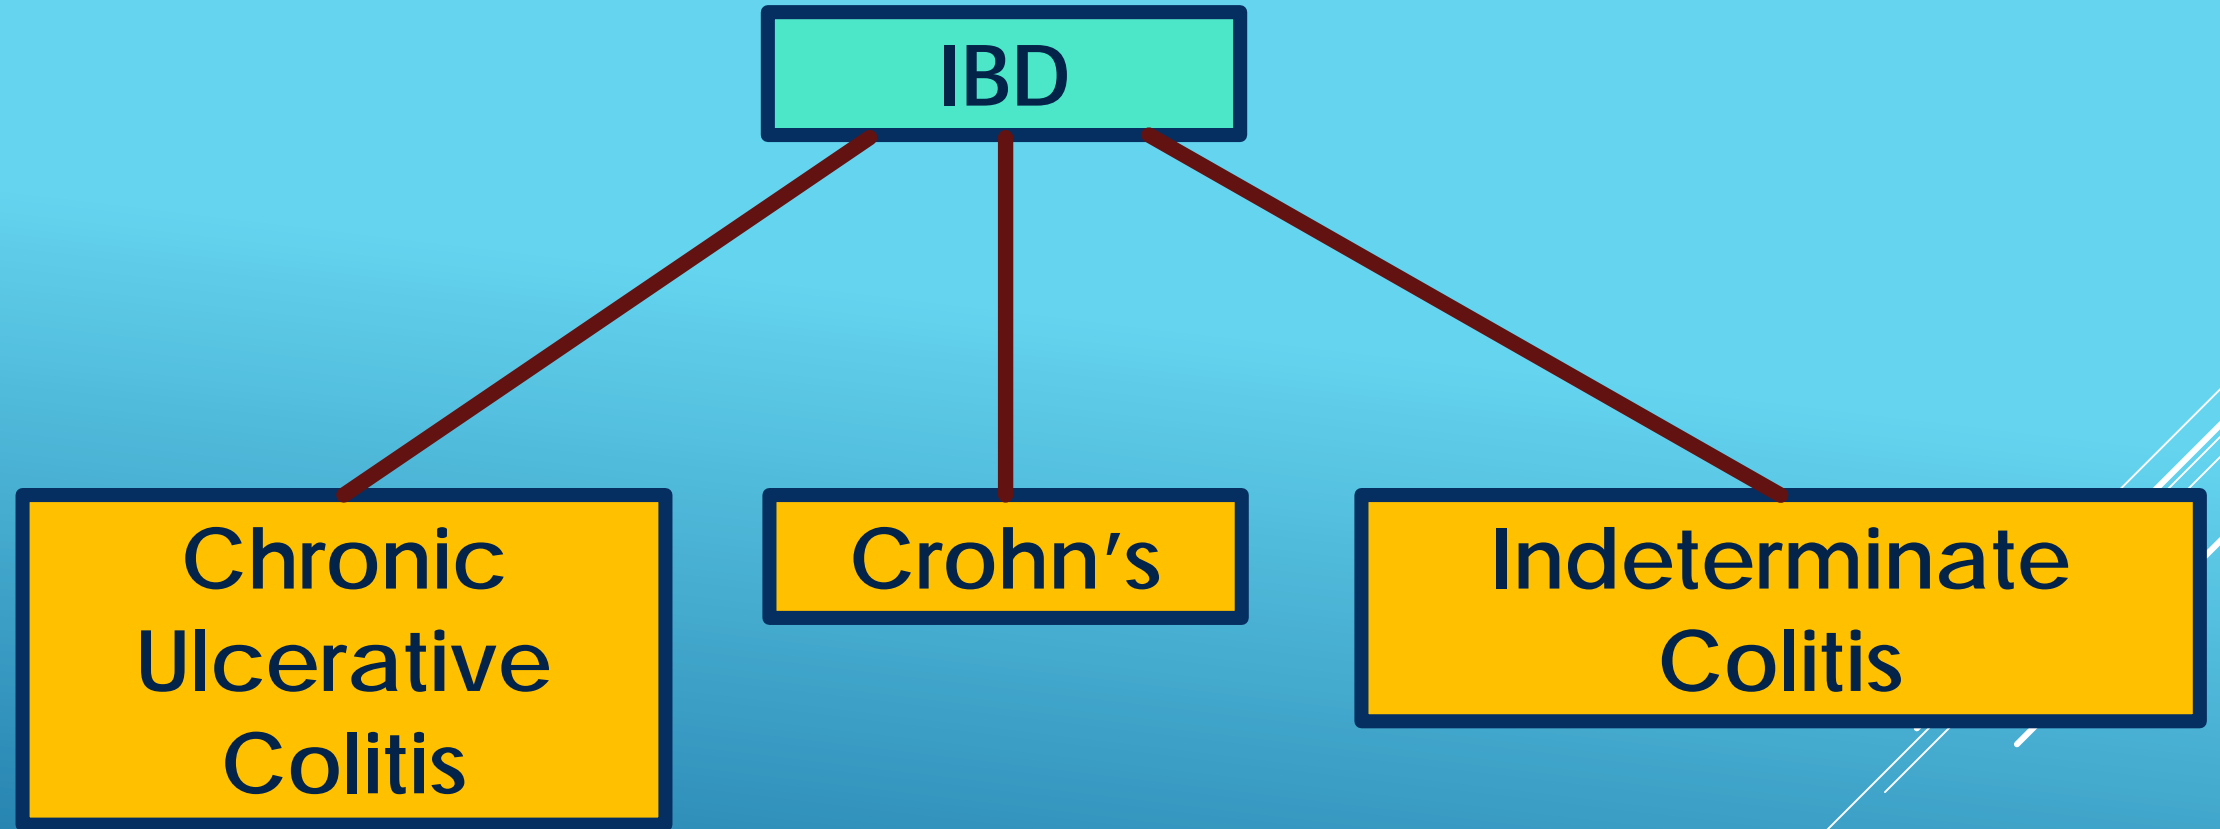 IBD
Chronic
Ulcerative
Colitis
Crohn’s
Indeterminate
Colitis